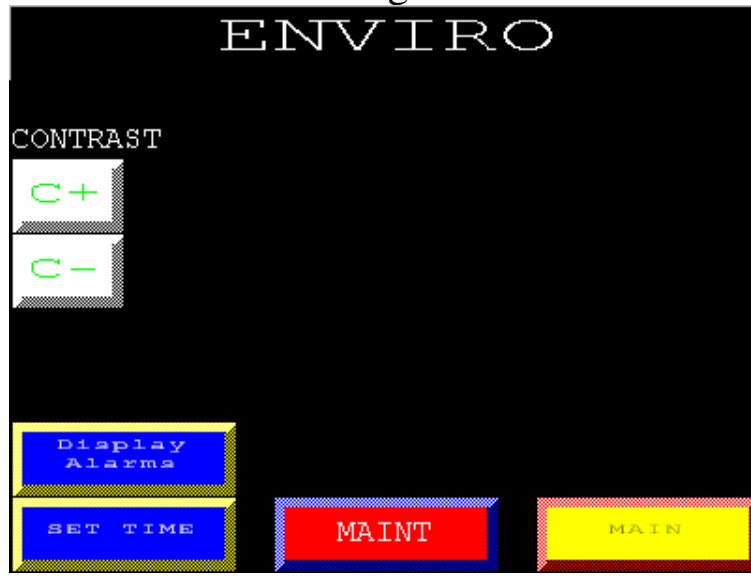 ENVIRO
CONTRAST
C+
C-
Display
Alarms
SET TIME
MAINT
MAIN